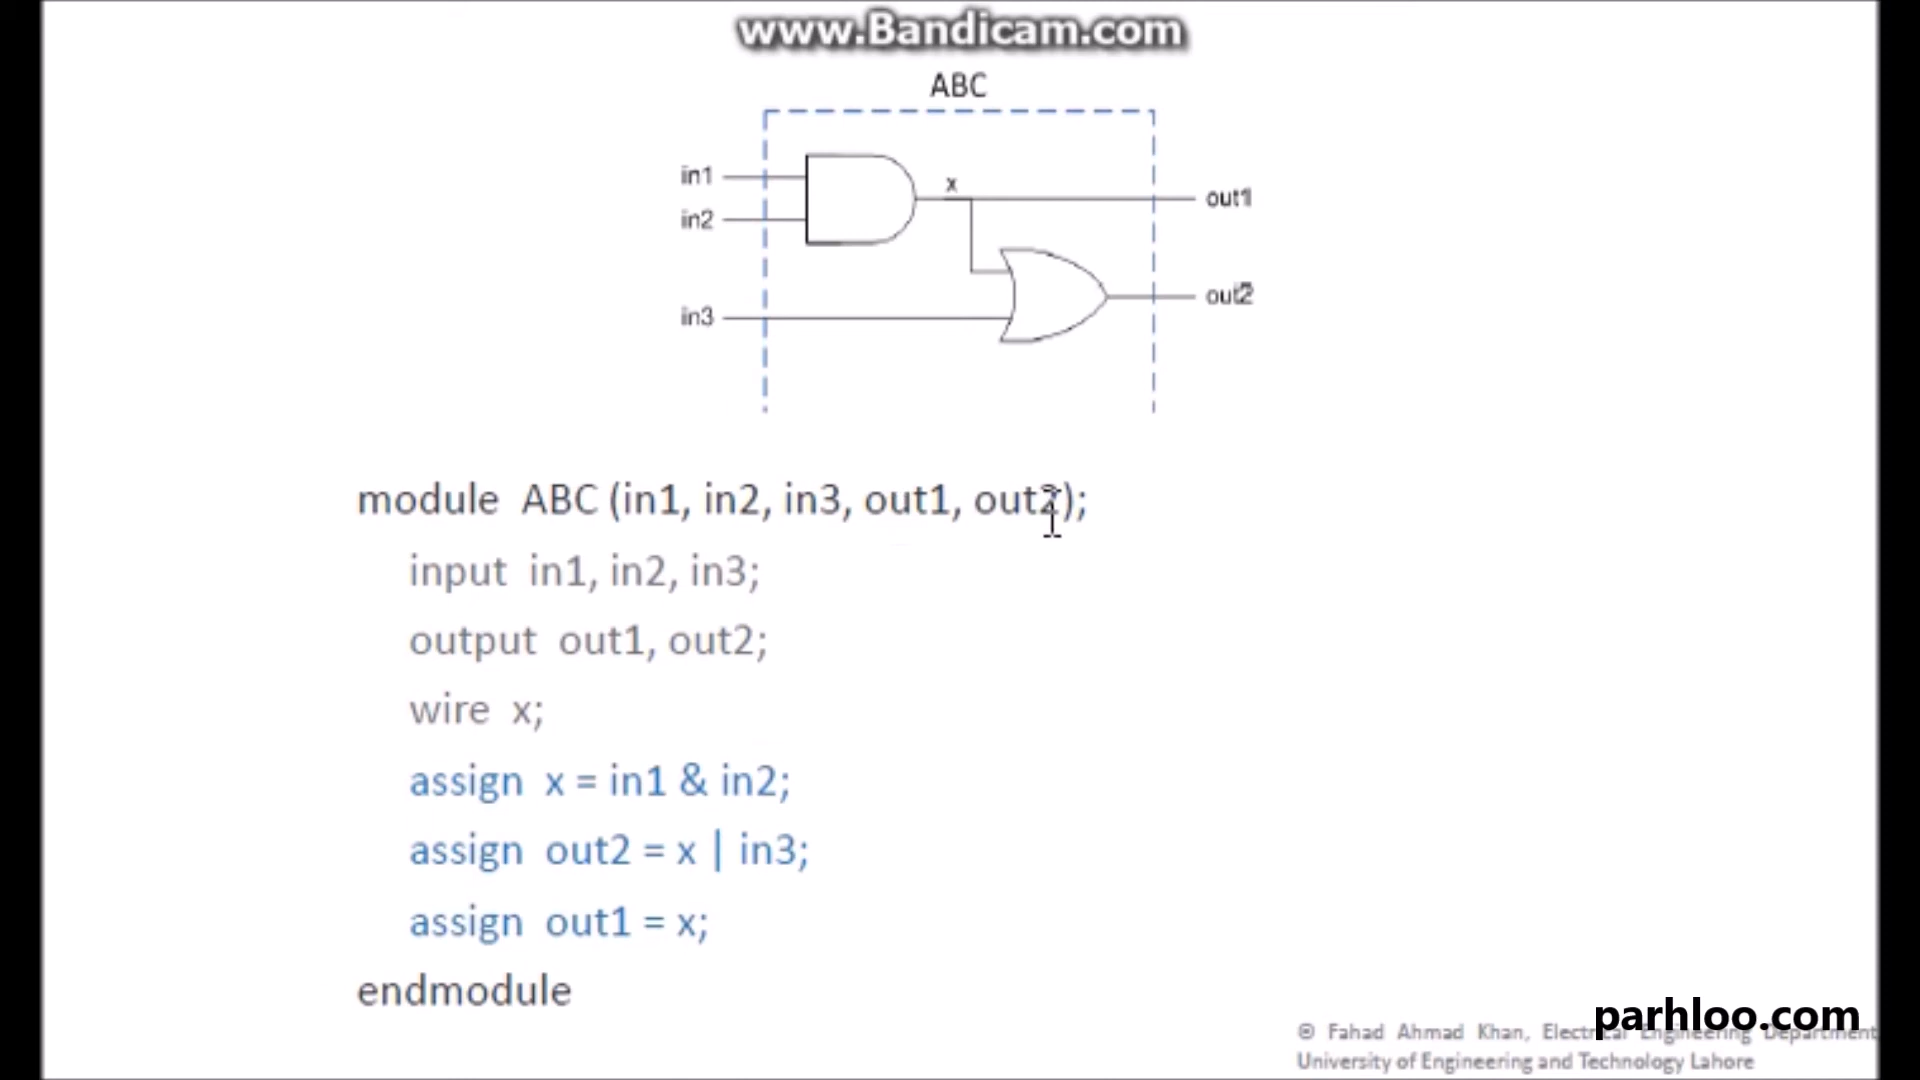 www.Bandicam.com
ABC
in1
x
out1
in2
out2
in3
module ABC (in1, in2, in3, out1, out2);
input in1, in2, in3;
output out1, out2;
wire x;
assign x = in1 & in2;
assign out2 = x | in3;
assign out1 = x;
endmodule
parhloo.com
© Fahad Ahmad Khan, Electrical Engineering Department
University of Engineering and Technology Lahore